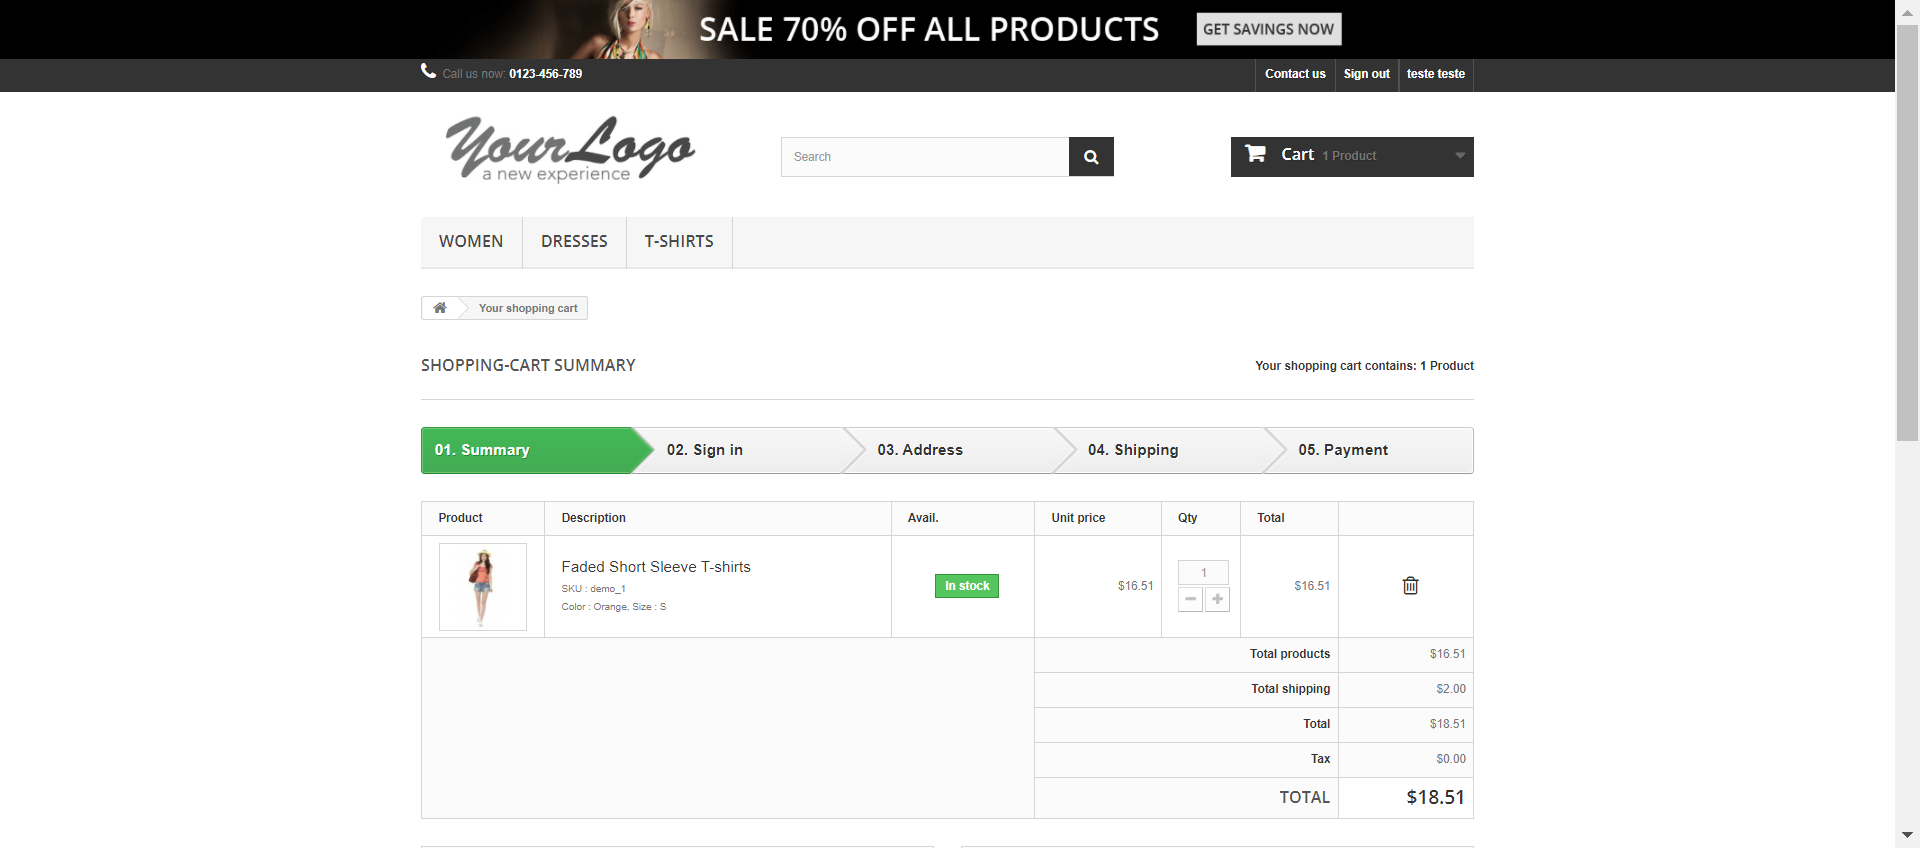 SALE 70% OFF ALL PRODUCTS GET SAVINGS NOW
Call us now: 0123-456-789 Contact us Sign out teste teste
YourLogo
a new experience
Search
Cart 1 Product
WOMEN DRESSES T-SHIRTS
Your shopping cart
SHOPPING-CART SUMMARY Your shopping cart contains: 1 Product
01. Summary 02. Sign in 03. Address 04. Shipping 05. Payment
Product Description Avail. Unit price Qty Total
Faded Short Sleeve T-shirts
SKU : demo_1
Color : Orange, Size : S
In stock $16.51 1 $16.51
Total products $16.51
Total shipping $2.00
Total $18.51
Tax $0.00
TOTAL $18.51